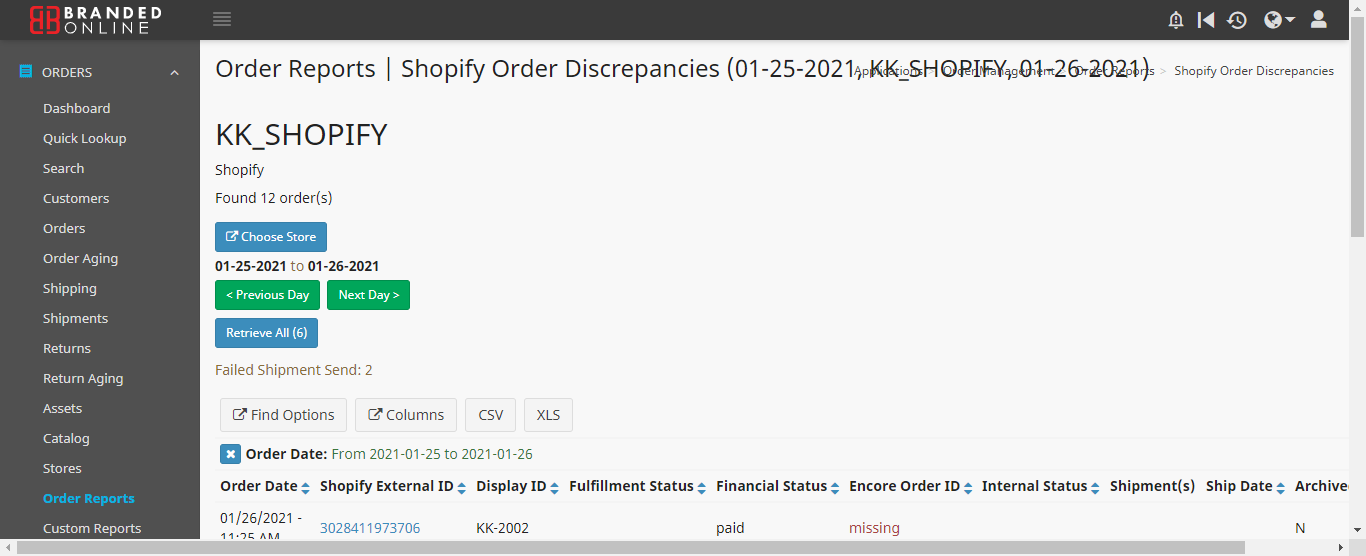 BRANDED
ONLINE
ORDERS
Dashboard
Quick Lookup
Search
Customers
Orders
Order Aging
Shipping
Shipments
Returns
Return Aging
Assets
Catalog
Stores
Order Reports
Custom Reports
Order Reports | Shopify Order Discrepancies (01-25-2021, KK_SHOPIFY, 01-26-2021)
Applications > Order Management > Order Reports > Shopify Order Discrepancies
KK_SHOPIFY
Shopify
Found 12 order(s)
Choose Store
01-25-2021 to 01-26-2021
< Previous Day Next Day >
Retrieve All (6)
Failed Shipment Send: 2
Find Options Columns CSV XLS
Order Date: From 2021-01-25 to 2021-01-26
Order Date Shopify External ID Display ID Fulfillment Status Financial Status Encore Order ID Internal Status Shipment(s) Ship Date Archive
01/26/2021 -
11:25 AM 3028411973706 KK-2002 paid missing N